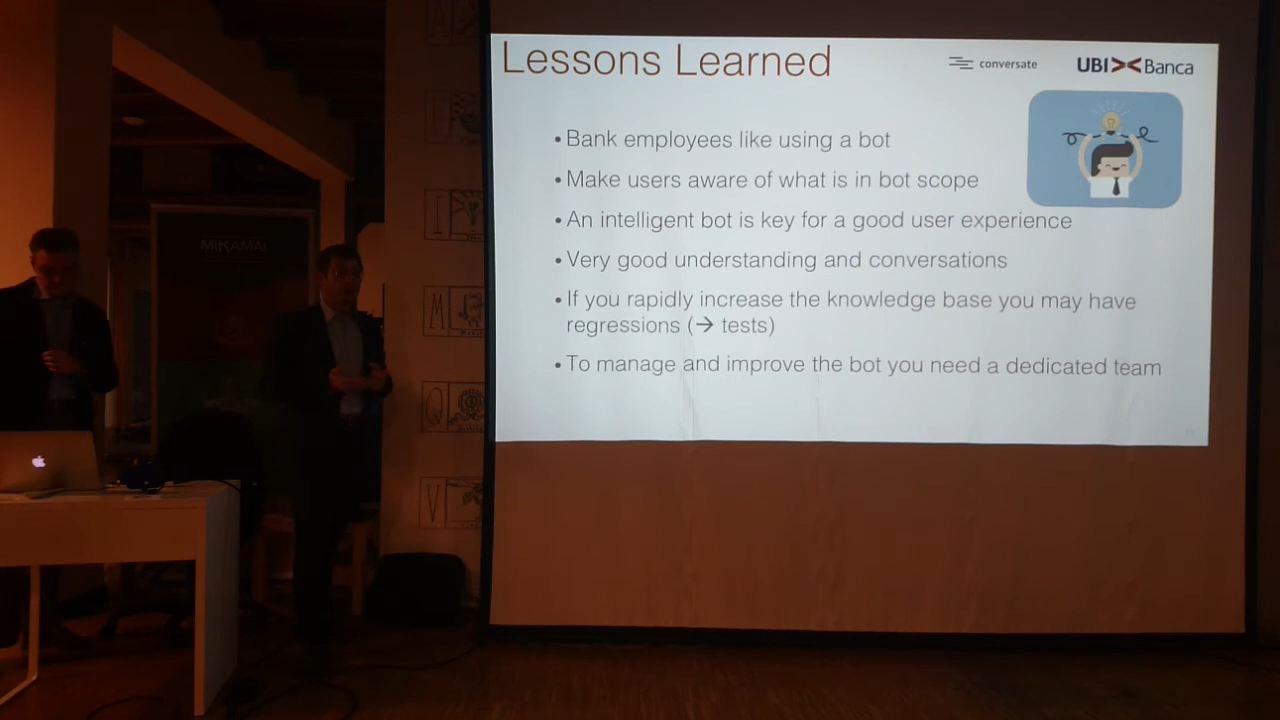 Lessons Learned
conversate
UBI Banca
• Bank employees like using a bot
• Make users aware of what is in bot scope
• An intelligent bot is key for a good user experience
• Very good understanding and conversations
• If you rapidly increase the knowledge base you may have
regressions (→ tests)
• To manage and improve the bot you need a dedicated team
MIKAMAI
A
I
M
Q
V